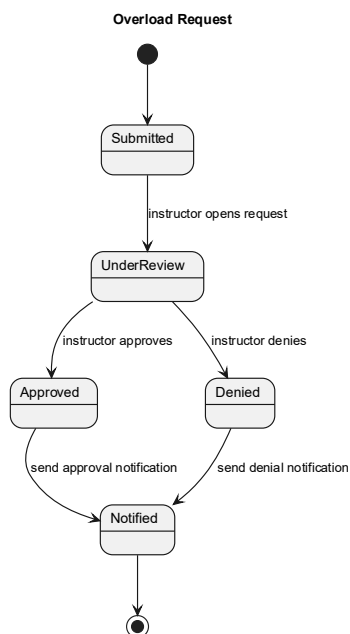 Overload Request
Submitted
instructor opens request
UnderReview
instructor approves
instructor denies
Approved
Denied
send approval notification
send denial notification
Notified